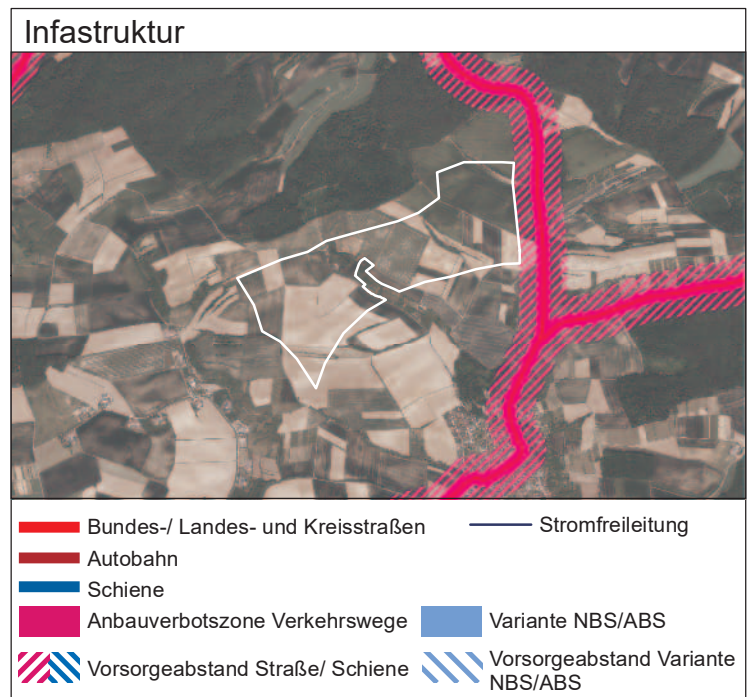 Infastruktur
Bundes-/ Landes- und Kreisstraßen
Stromfreileitung
Autobahn
Schiene
Anbauverbotszone Verkehrswege
Variante NBS/ABS
Vorsorgeabstand Straße/ Schiene
Vorsorgeabstand Variante
NBS/ABS